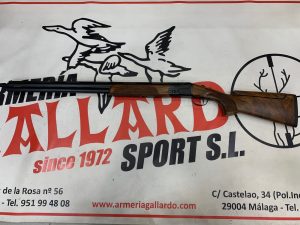 ARMERIA
GALLARDO
since 1972 SPORT S.L.
de la Rosa nº 56
- Tel. 951 99 48 08
C/ Castelao, 34 (Pol.Ind
29004 Málaga - Tel.
www.armeriagallardo.com